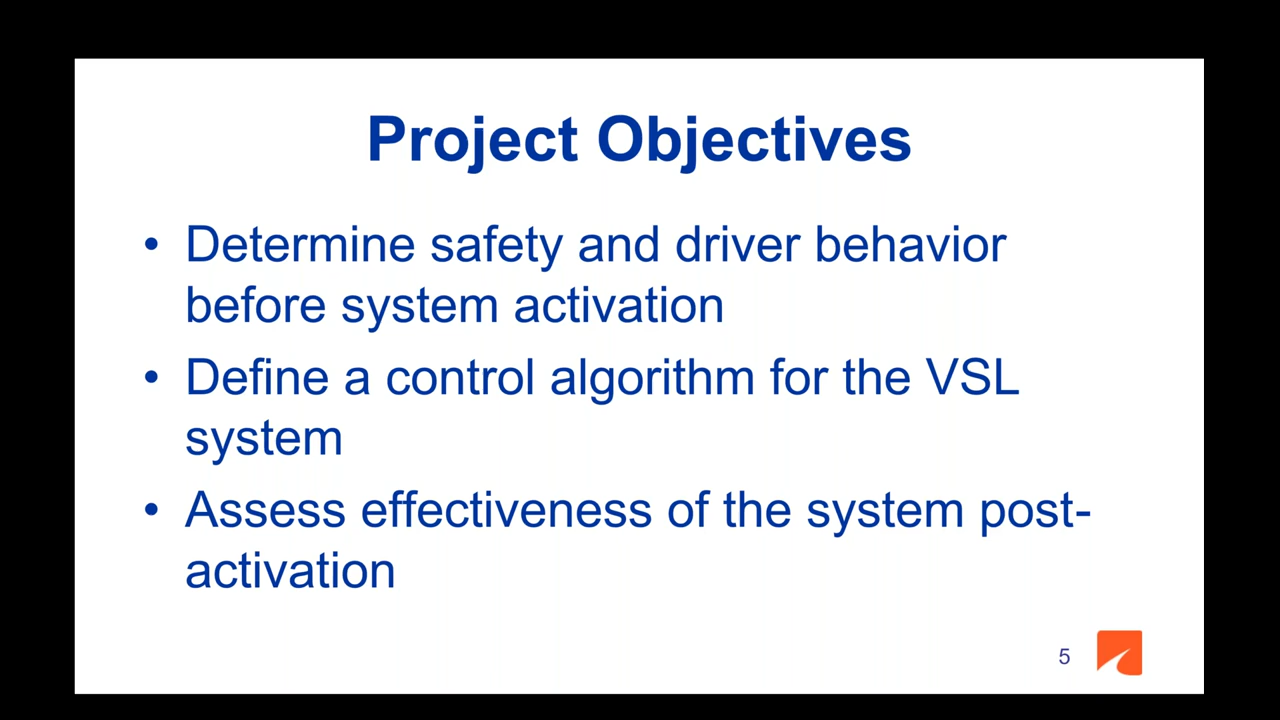 Project Objectives
• Determine safety and driver behavior
before system activation
• Define a control algorithm for the VSL
system
• Assess effectiveness of the system post-
activation
5